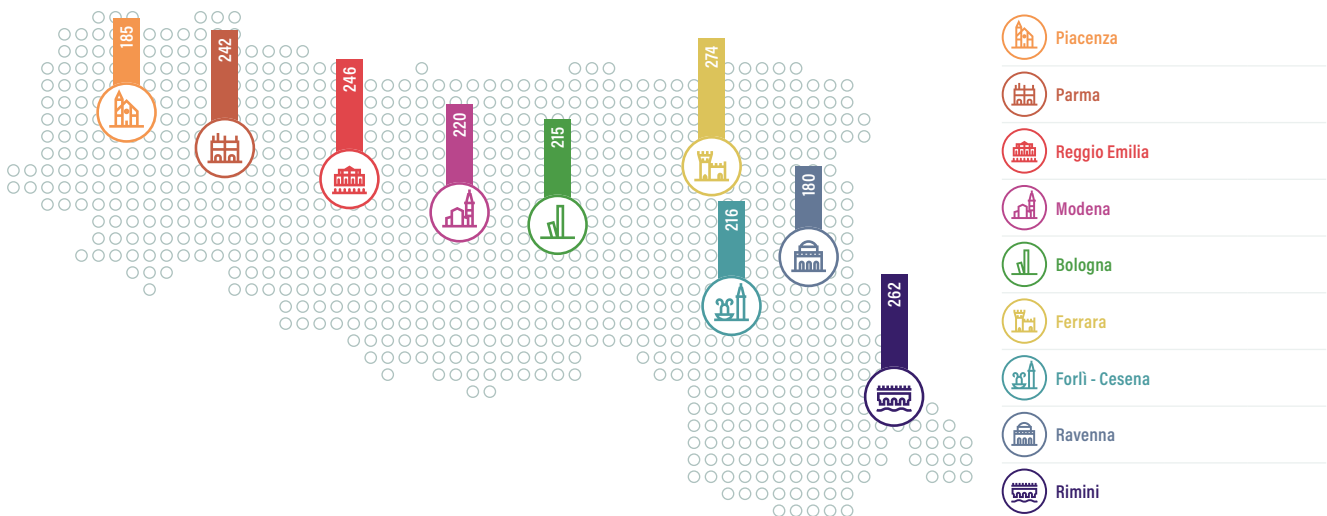 185
242
246
220
215
274
216
180
262
Piacenza
Parma
Reggio Emilia
Modena
Bologna
Ferrara
Forlì - Cesena
Ravenna
Rimini